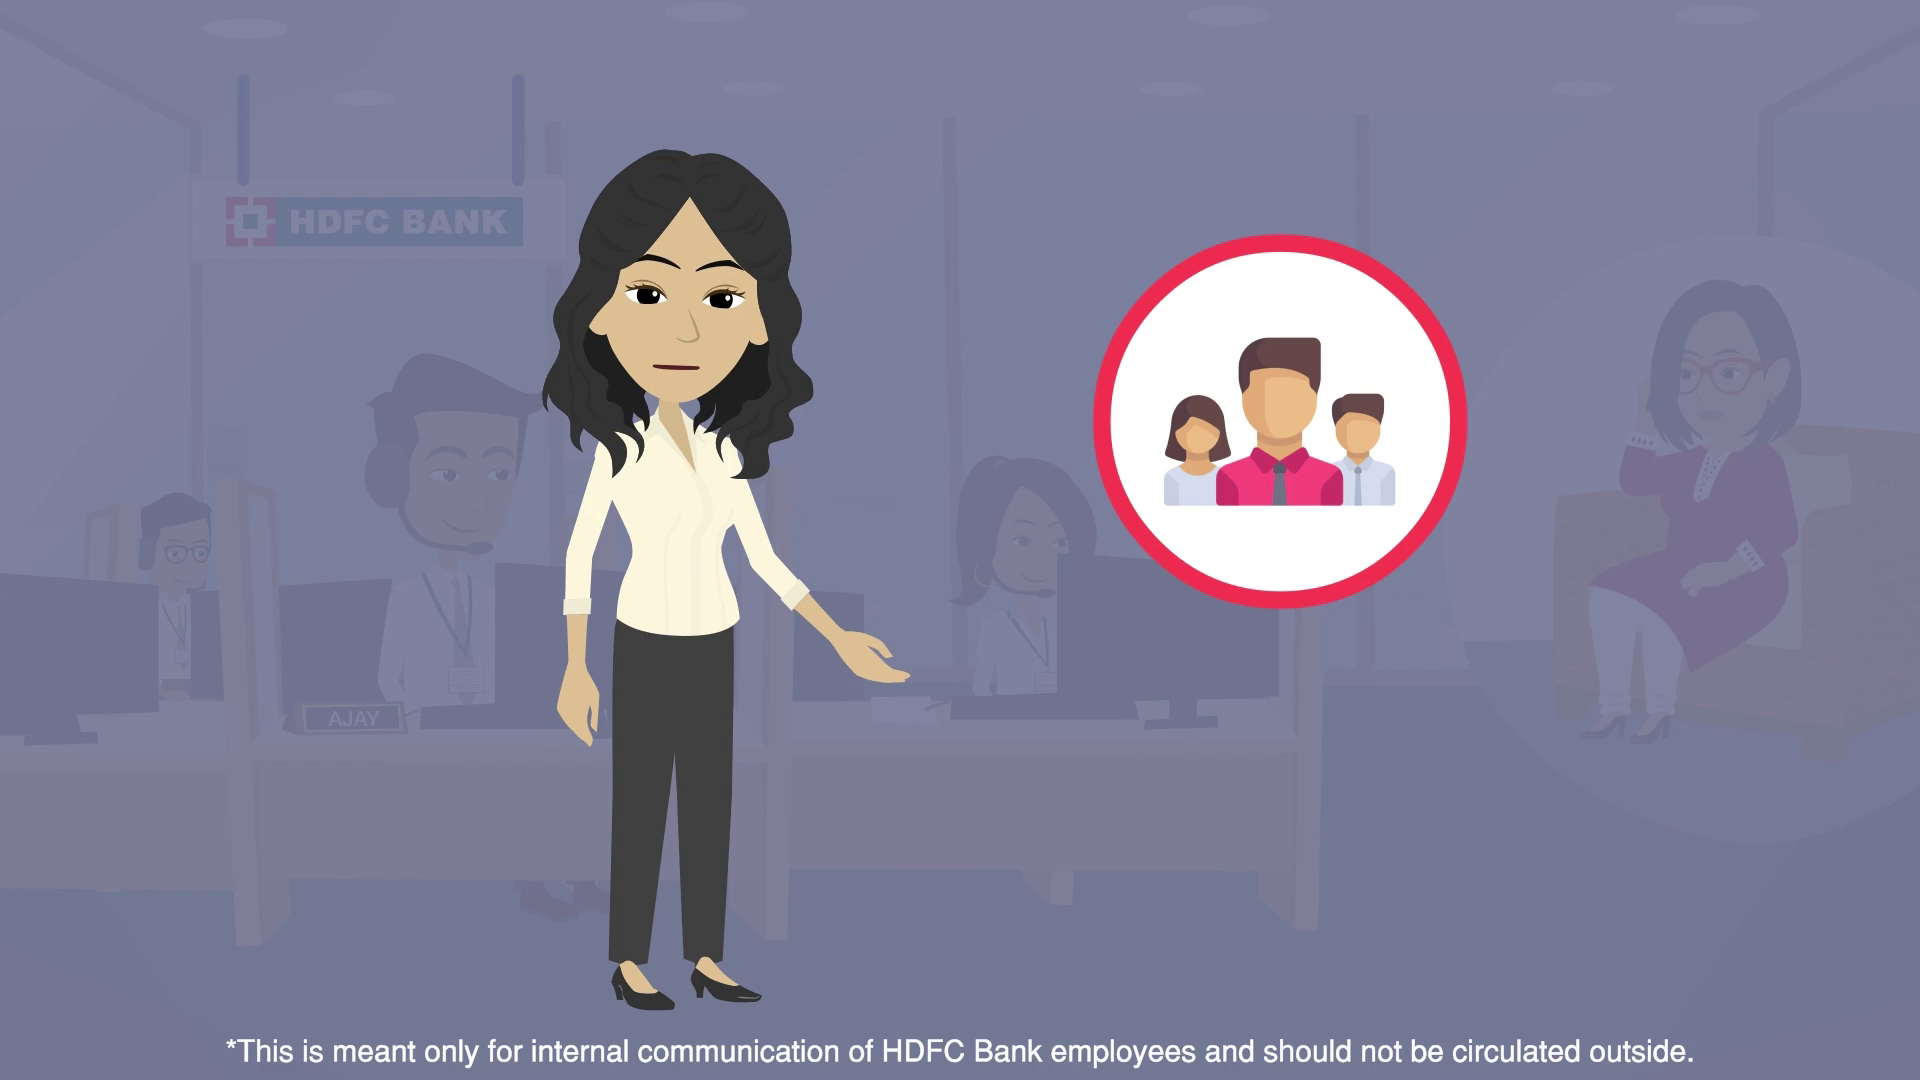 HDFC BANK
AJAY
*This is meant only for internal communication of HDFC Bank employees and should not be circulated outside.